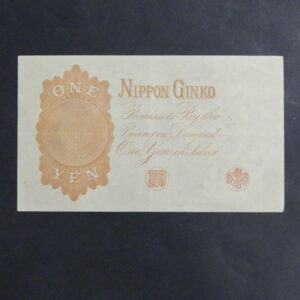 ONE
YEN
NIPPON GINKO
Promises to Pay the
Bearer on Demand
One Yen in Silver